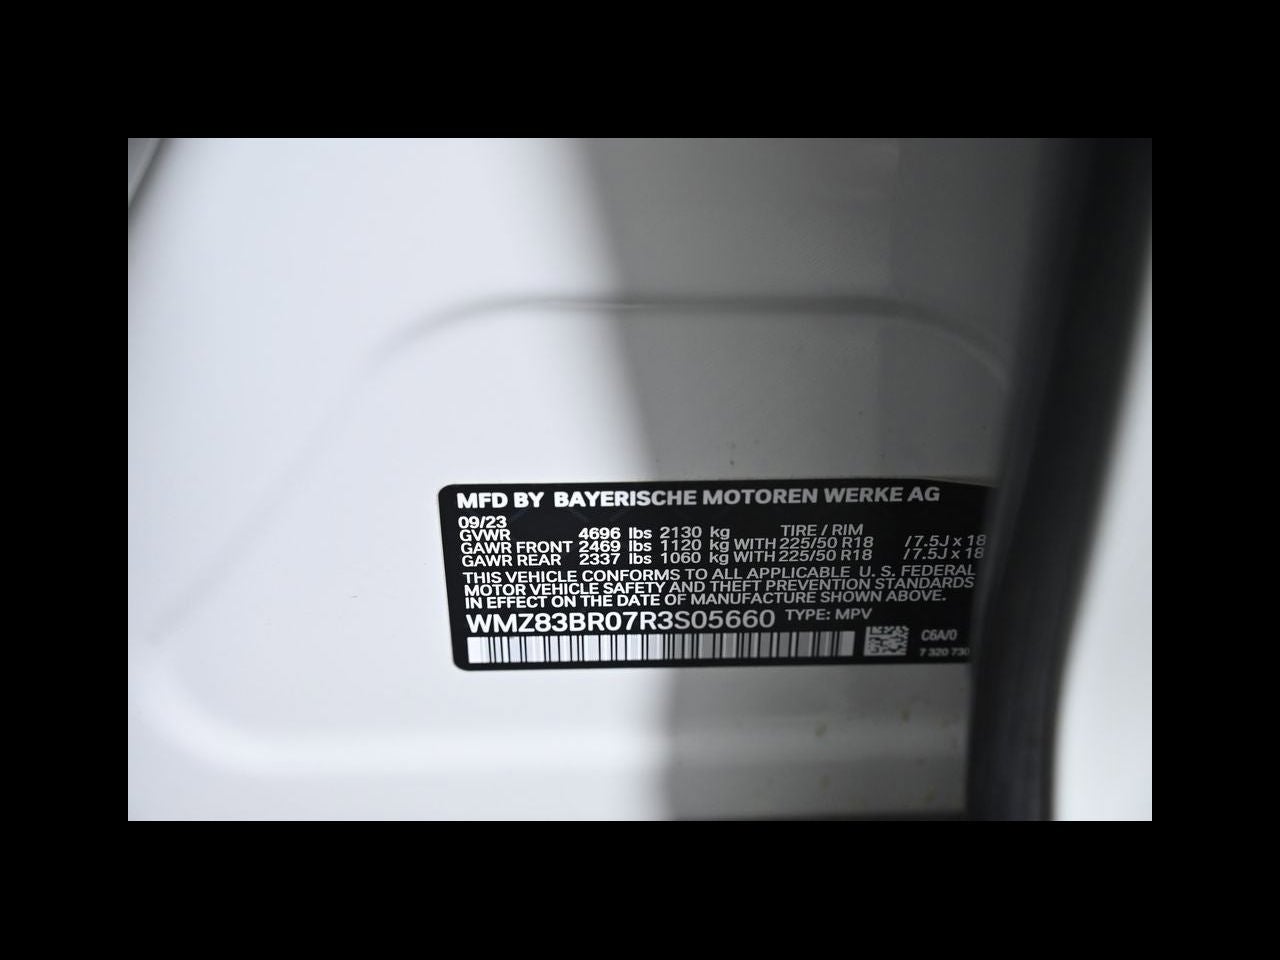 MFD BY BAYERISCHE MOTOREN WERKE AG
09/23
GVWR 4696 lbs 2130 kg TIRE / RIM
GAWR FRONT 2469 lbs 1120 kg WITH 225/50 R18 /7.5J x 18
GAWR REAR 2337 lbs 1060 kg WITH 225/50 R18 /7.5J x 18
THIS VEHICLE CONFORMS TO ALL APPLICABLE U. S. FEDERAL
MOTOR VEHICLE SAFETY AND THEFT PREVENTION STANDARDS
IN EFFECT ON THE DATE OF MANUFACTURE SHOWN ABOVE.
WMZ83BR07R3S05660 TYPE: MPV
C6A/0
7 320 730